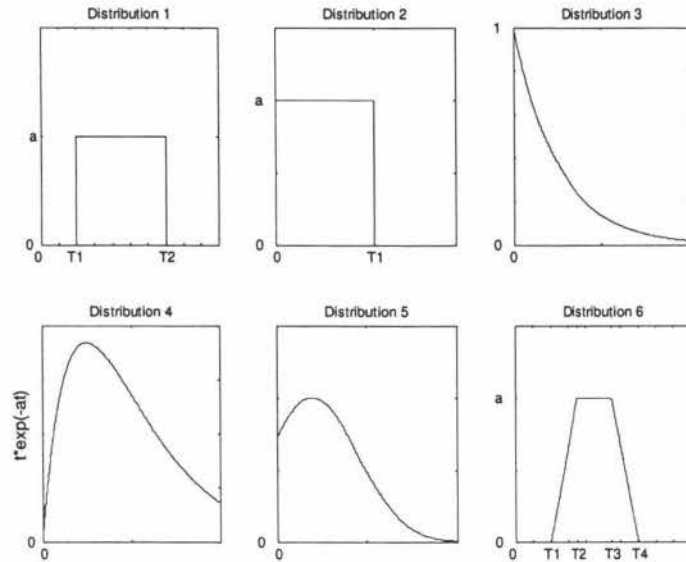 Distribution 1
Distribution 2
Distribution 3
a
0
0
T1
T2
a
0
0
T1
1
0
0
Distribution 4
Distribution 5
Distribution 6
t*exp(-at)
0
0
0
0
a
0
0
T1
T2
T3
T4